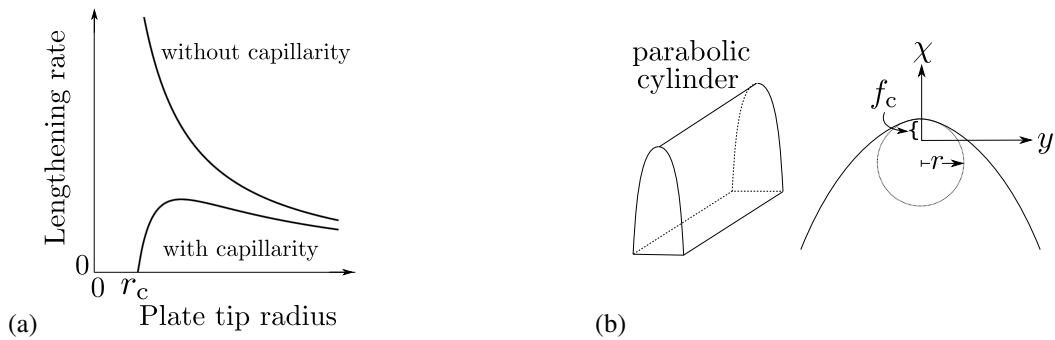 Lengthening rate
without capillarity
with capillarity
0
0
r_c
Plate tip radius
(a)
parabolic
cylinder
χ
f_c
y
r
(b)